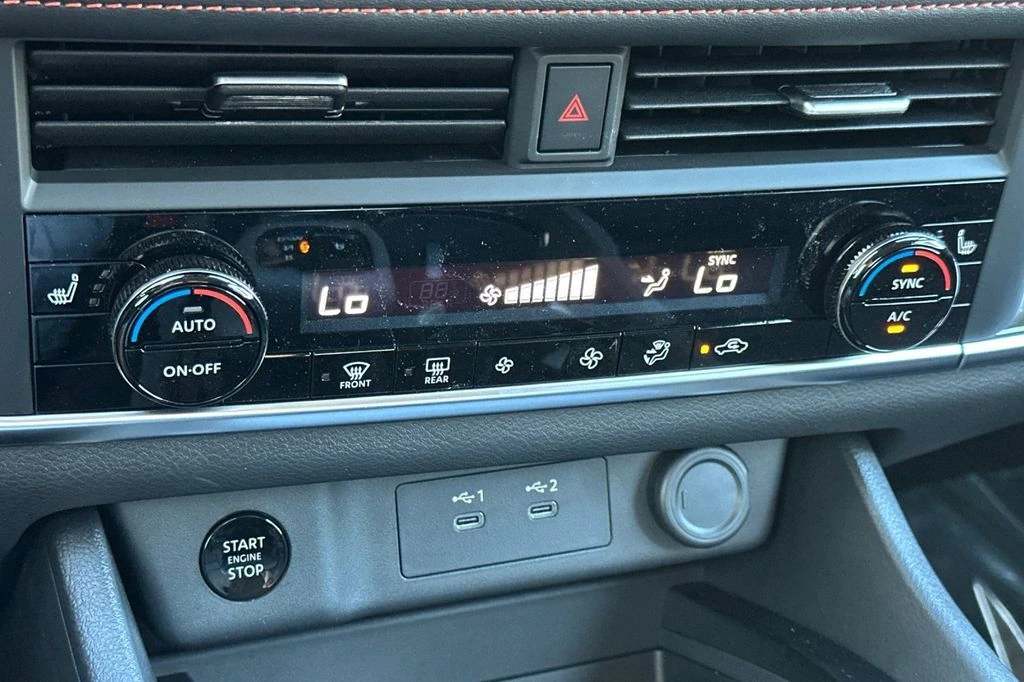 SYNC
Lo
Lo
AUTO
ON·OFF
FRONT
REAR
SYNC
A/C
1
2
START
ENGINE
STOP